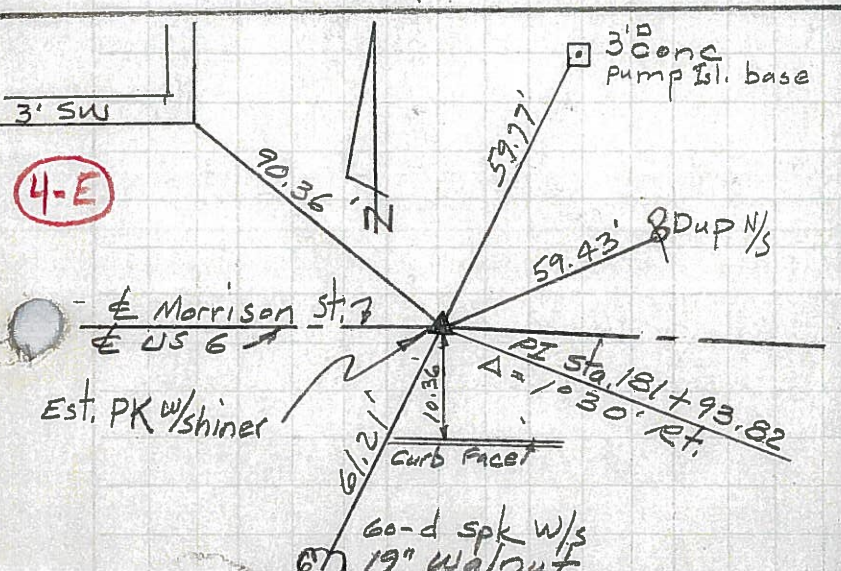 3'□ Conc
Pump Isl. base
3' SW
59.77'
90.36'
N
4-E
Dup N/s
59.43'
℄ Morrison St.
℄ US 6
PI Sta. 181+93.82
Δ = 1°30' Rt.
Est. PK w/shiner
10.36'
61.21'
Curb Face
60-d spk W/s
19" Walnut